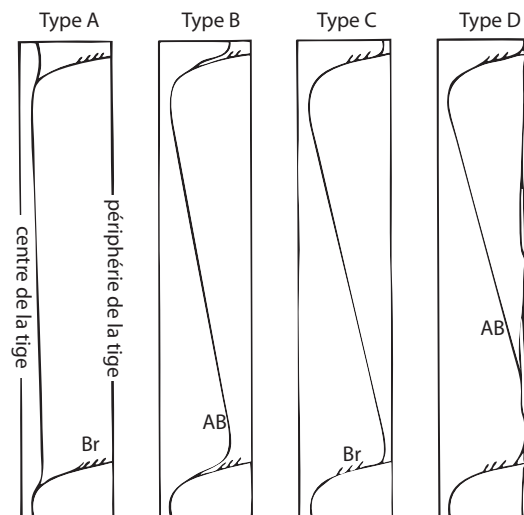 Type A
Type B
Type C
Type D
centre de la tige
périphérie de la tige
AB
AB
Br
Br